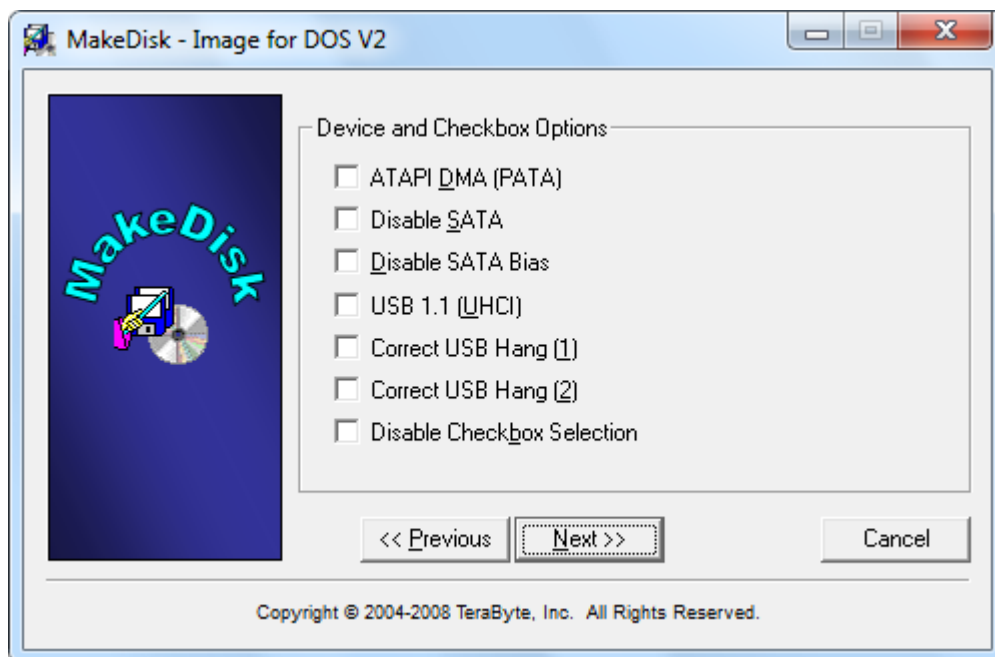 MakeDisk - Image for DOS V2
MakeDisk
Device and Checkbox Options
ATAPI DMA (PATA)
Disable SATA
Disable SATA Bias
USB 1.1 (UHCI)
Correct USB Hang (1)
Correct USB Hang (2)
Disable Checkbox Selection
<< Previous Next >> Cancel
Copyright © 2004-2008 TeraByte, Inc. All Rights Reserved.